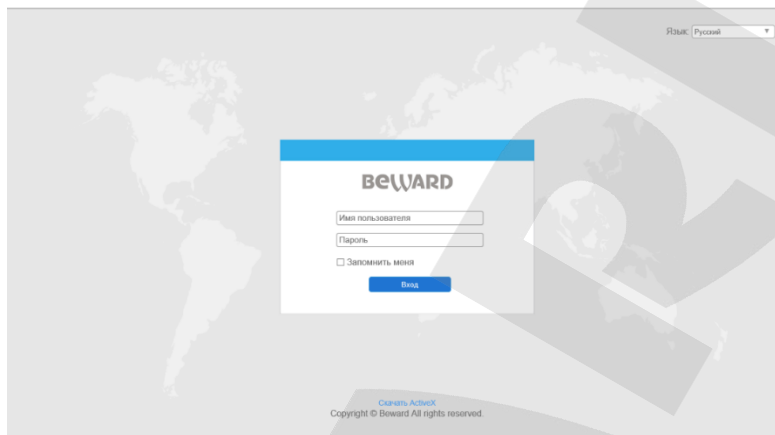 Язык: Русский
BEWARD
Имя пользователя
Пароль
Запомнить меня
Вход
Скачать ActiveX
Copyright © Beward All rights reserved.